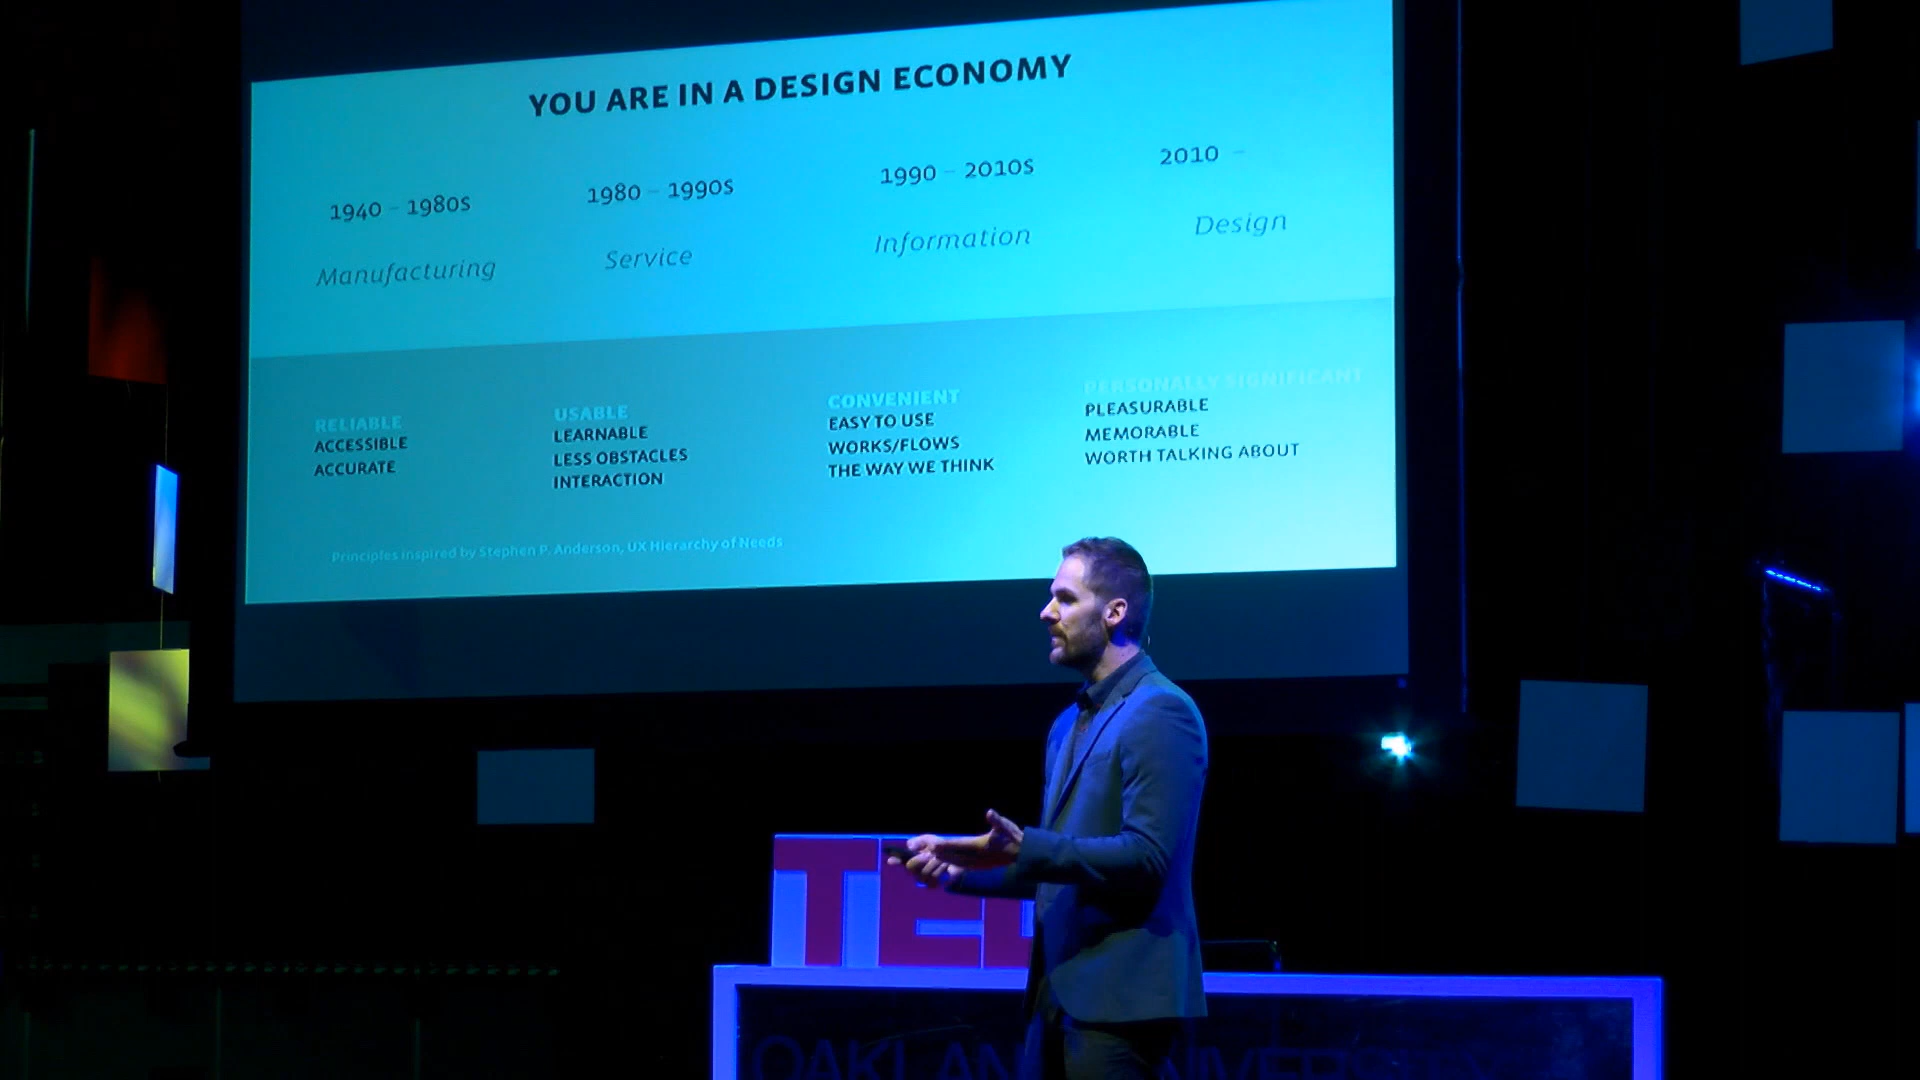 YOU ARE IN A DESIGN ECONOMY
1940 – 1980s
1980 – 1990s
1990 – 2010s
2010 –
Manufacturing
Service
Information
Design
RELIABLE
ACCESSIBLE
ACCURATE
USABLE
LEARNABLE
LESS OBSTACLES
INTERACTION
CONVENIENT
EASY TO USE
WORKS/FLOWS
THE WAY WE THINK
PERSONALLY SIGNIFICANT
PLEASURABLE
MEMORABLE
WORTH TALKING ABOUT
Principles inspired by Stephen P. Anderson, UX Hierarchy of Needs
TED
OAKLAND UNIVERSITY